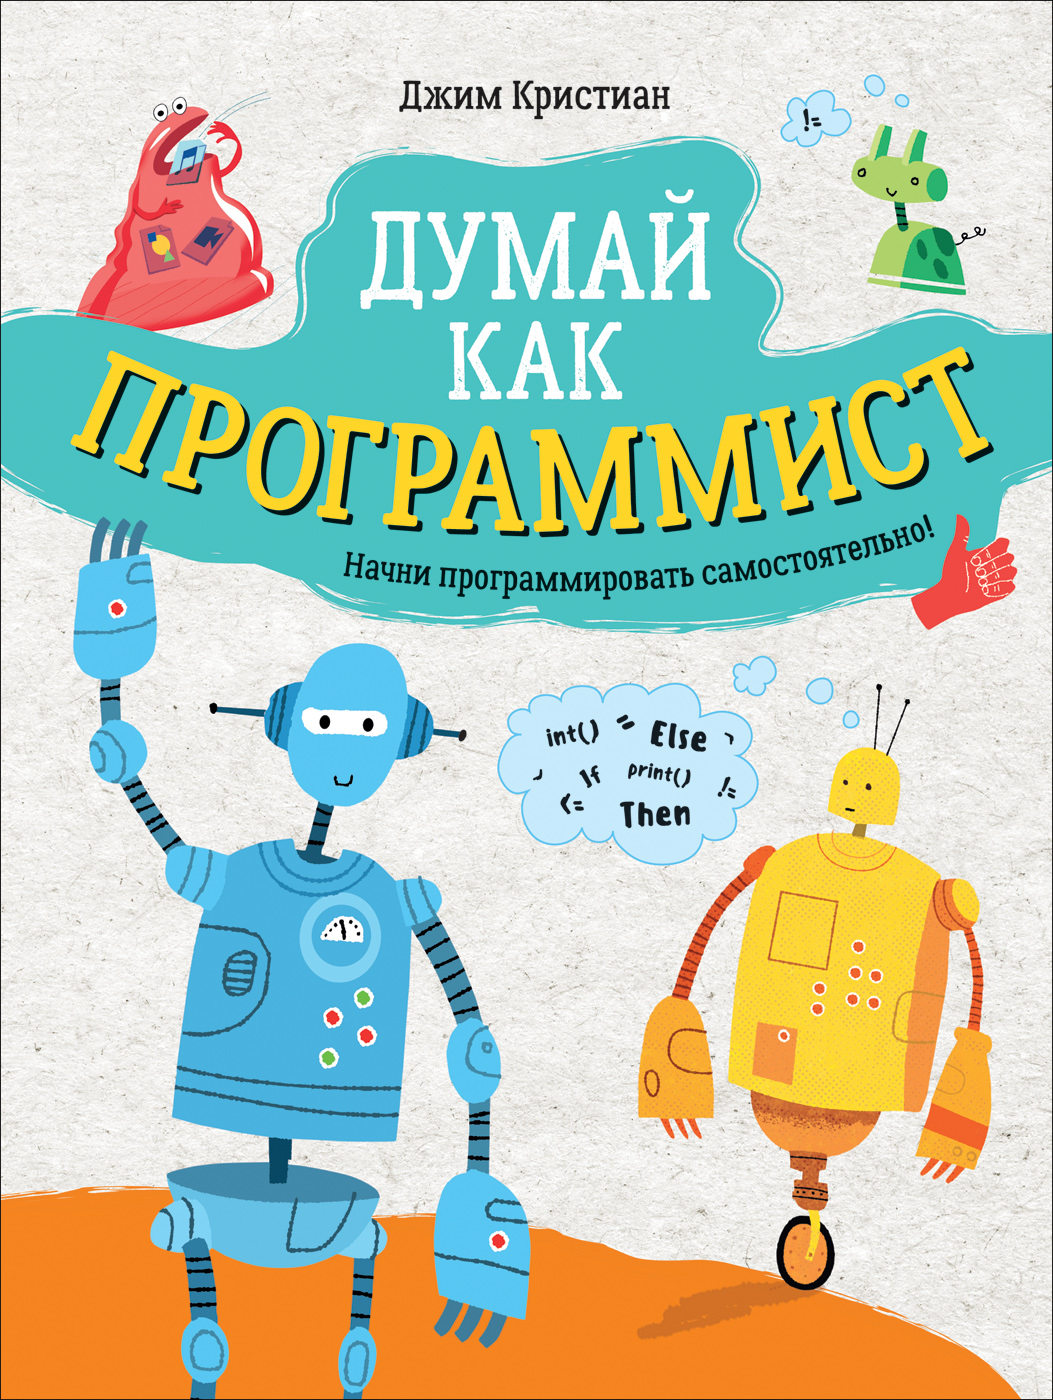 Джим Кристиан
!=
ДУМАЙ
КАК
ПРОГРАММИСТ
Начни программировать самостоятельно!
int() = Else
If print() !=
<= Then